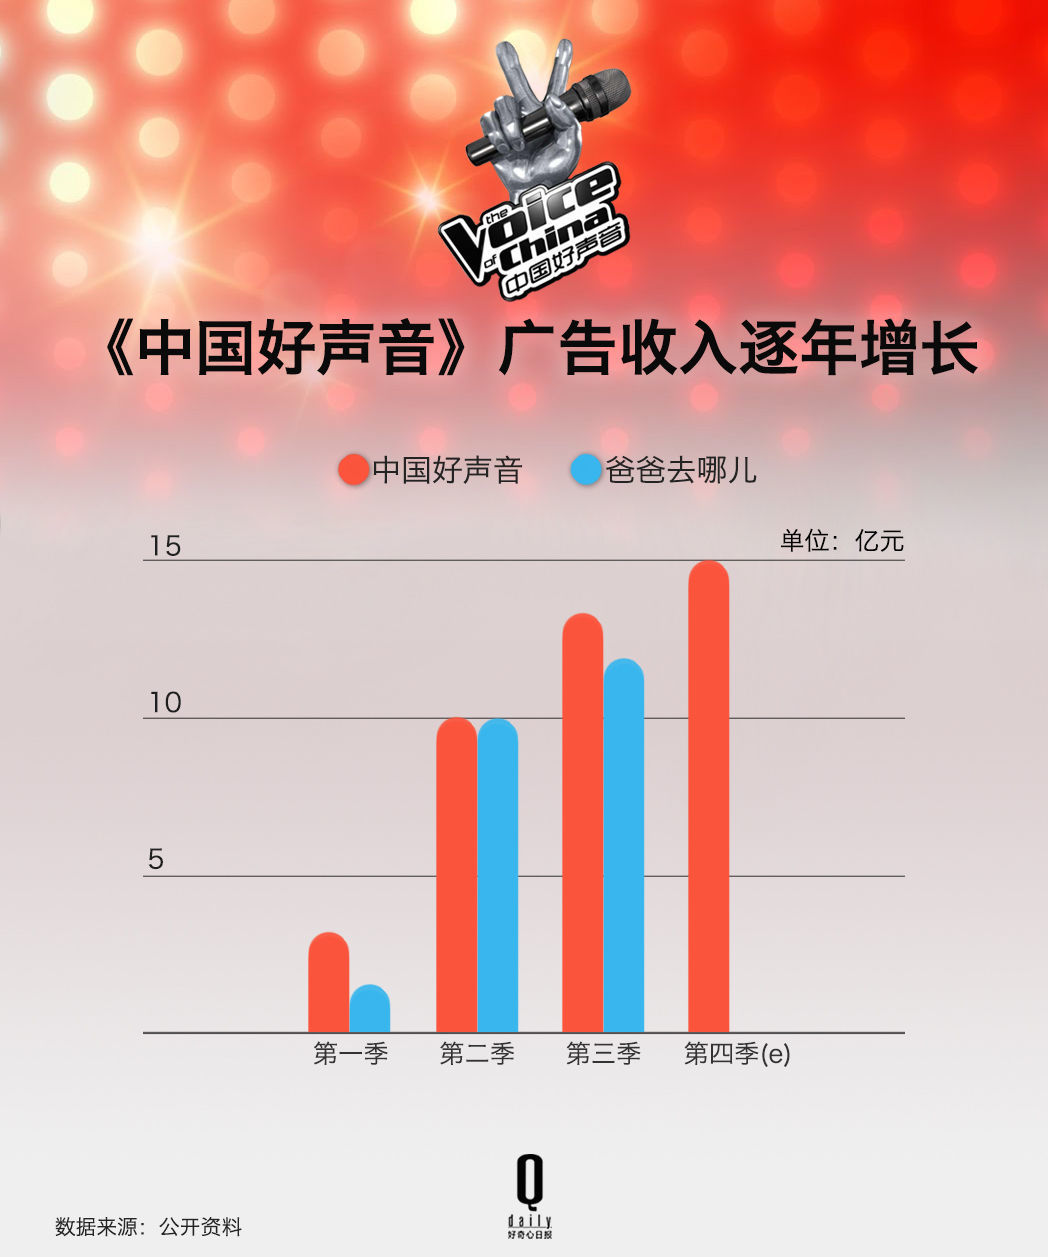 the
Voice
of China
中国好声音
《中国好声音》广告收入逐年增长
中国好声音 爸爸去哪儿
单位：亿元
15
10
5
第一季 第二季 第三季 第四季(e)
Q
daily
好奇心日报
数据来源：公开资料